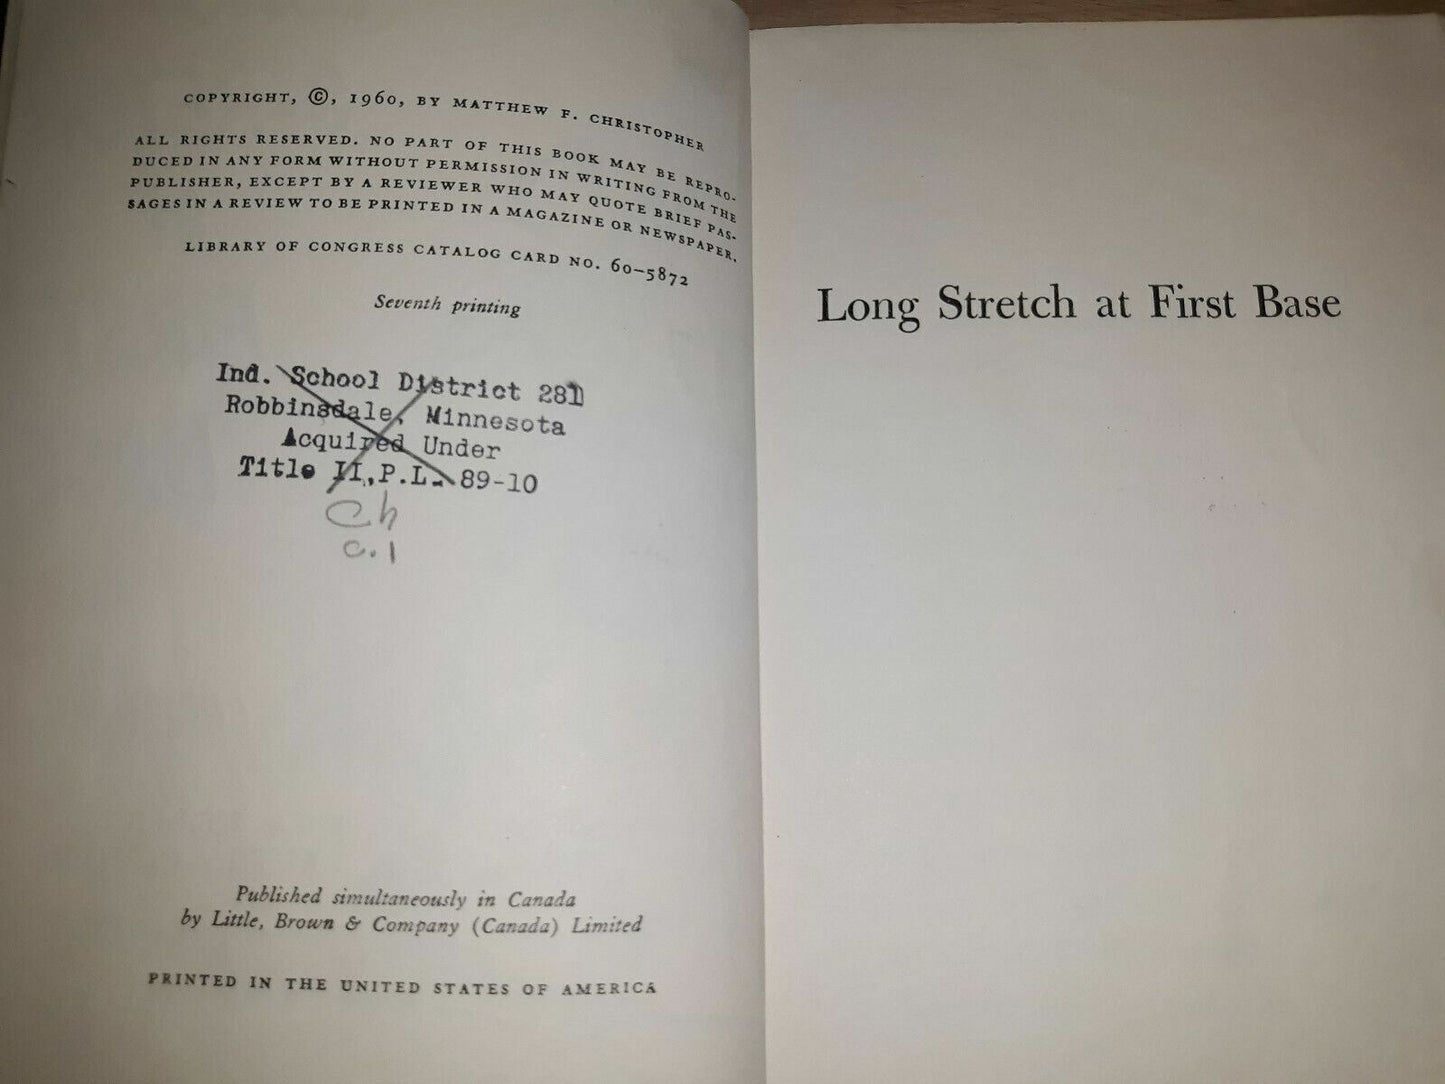 COPYRIGHT, ©, 1960, BY MATTHEW F. CHRISTOPHER
ALL RIGHTS RESERVED. NO PART OF THIS BOOK MAY BE REPRO-
DUCED IN ANY FORM WITHOUT PERMISSION IN WRITING FROM THE
PUBLISHER, EXCEPT BY A REVIEWER WHO MAY QUOTE BRIEF PAS-
SAGES IN A REVIEW TO BE PRINTED IN A MAGAZINE OR NEWSPAPER.
LIBRARY OF CONGRESS CATALOG CARD NO. 60–5872
Seventh printing
Ind. School District 281
Robbinsdale, Minnesota
Acquired Under
Title II,P.L. 89-10
Ch
c.1
Published simultaneously in Canada
by Little, Brown & Company (Canada) Limited
PRINTED IN THE UNITED STATES OF AMERICA
Long Stretch at First Base